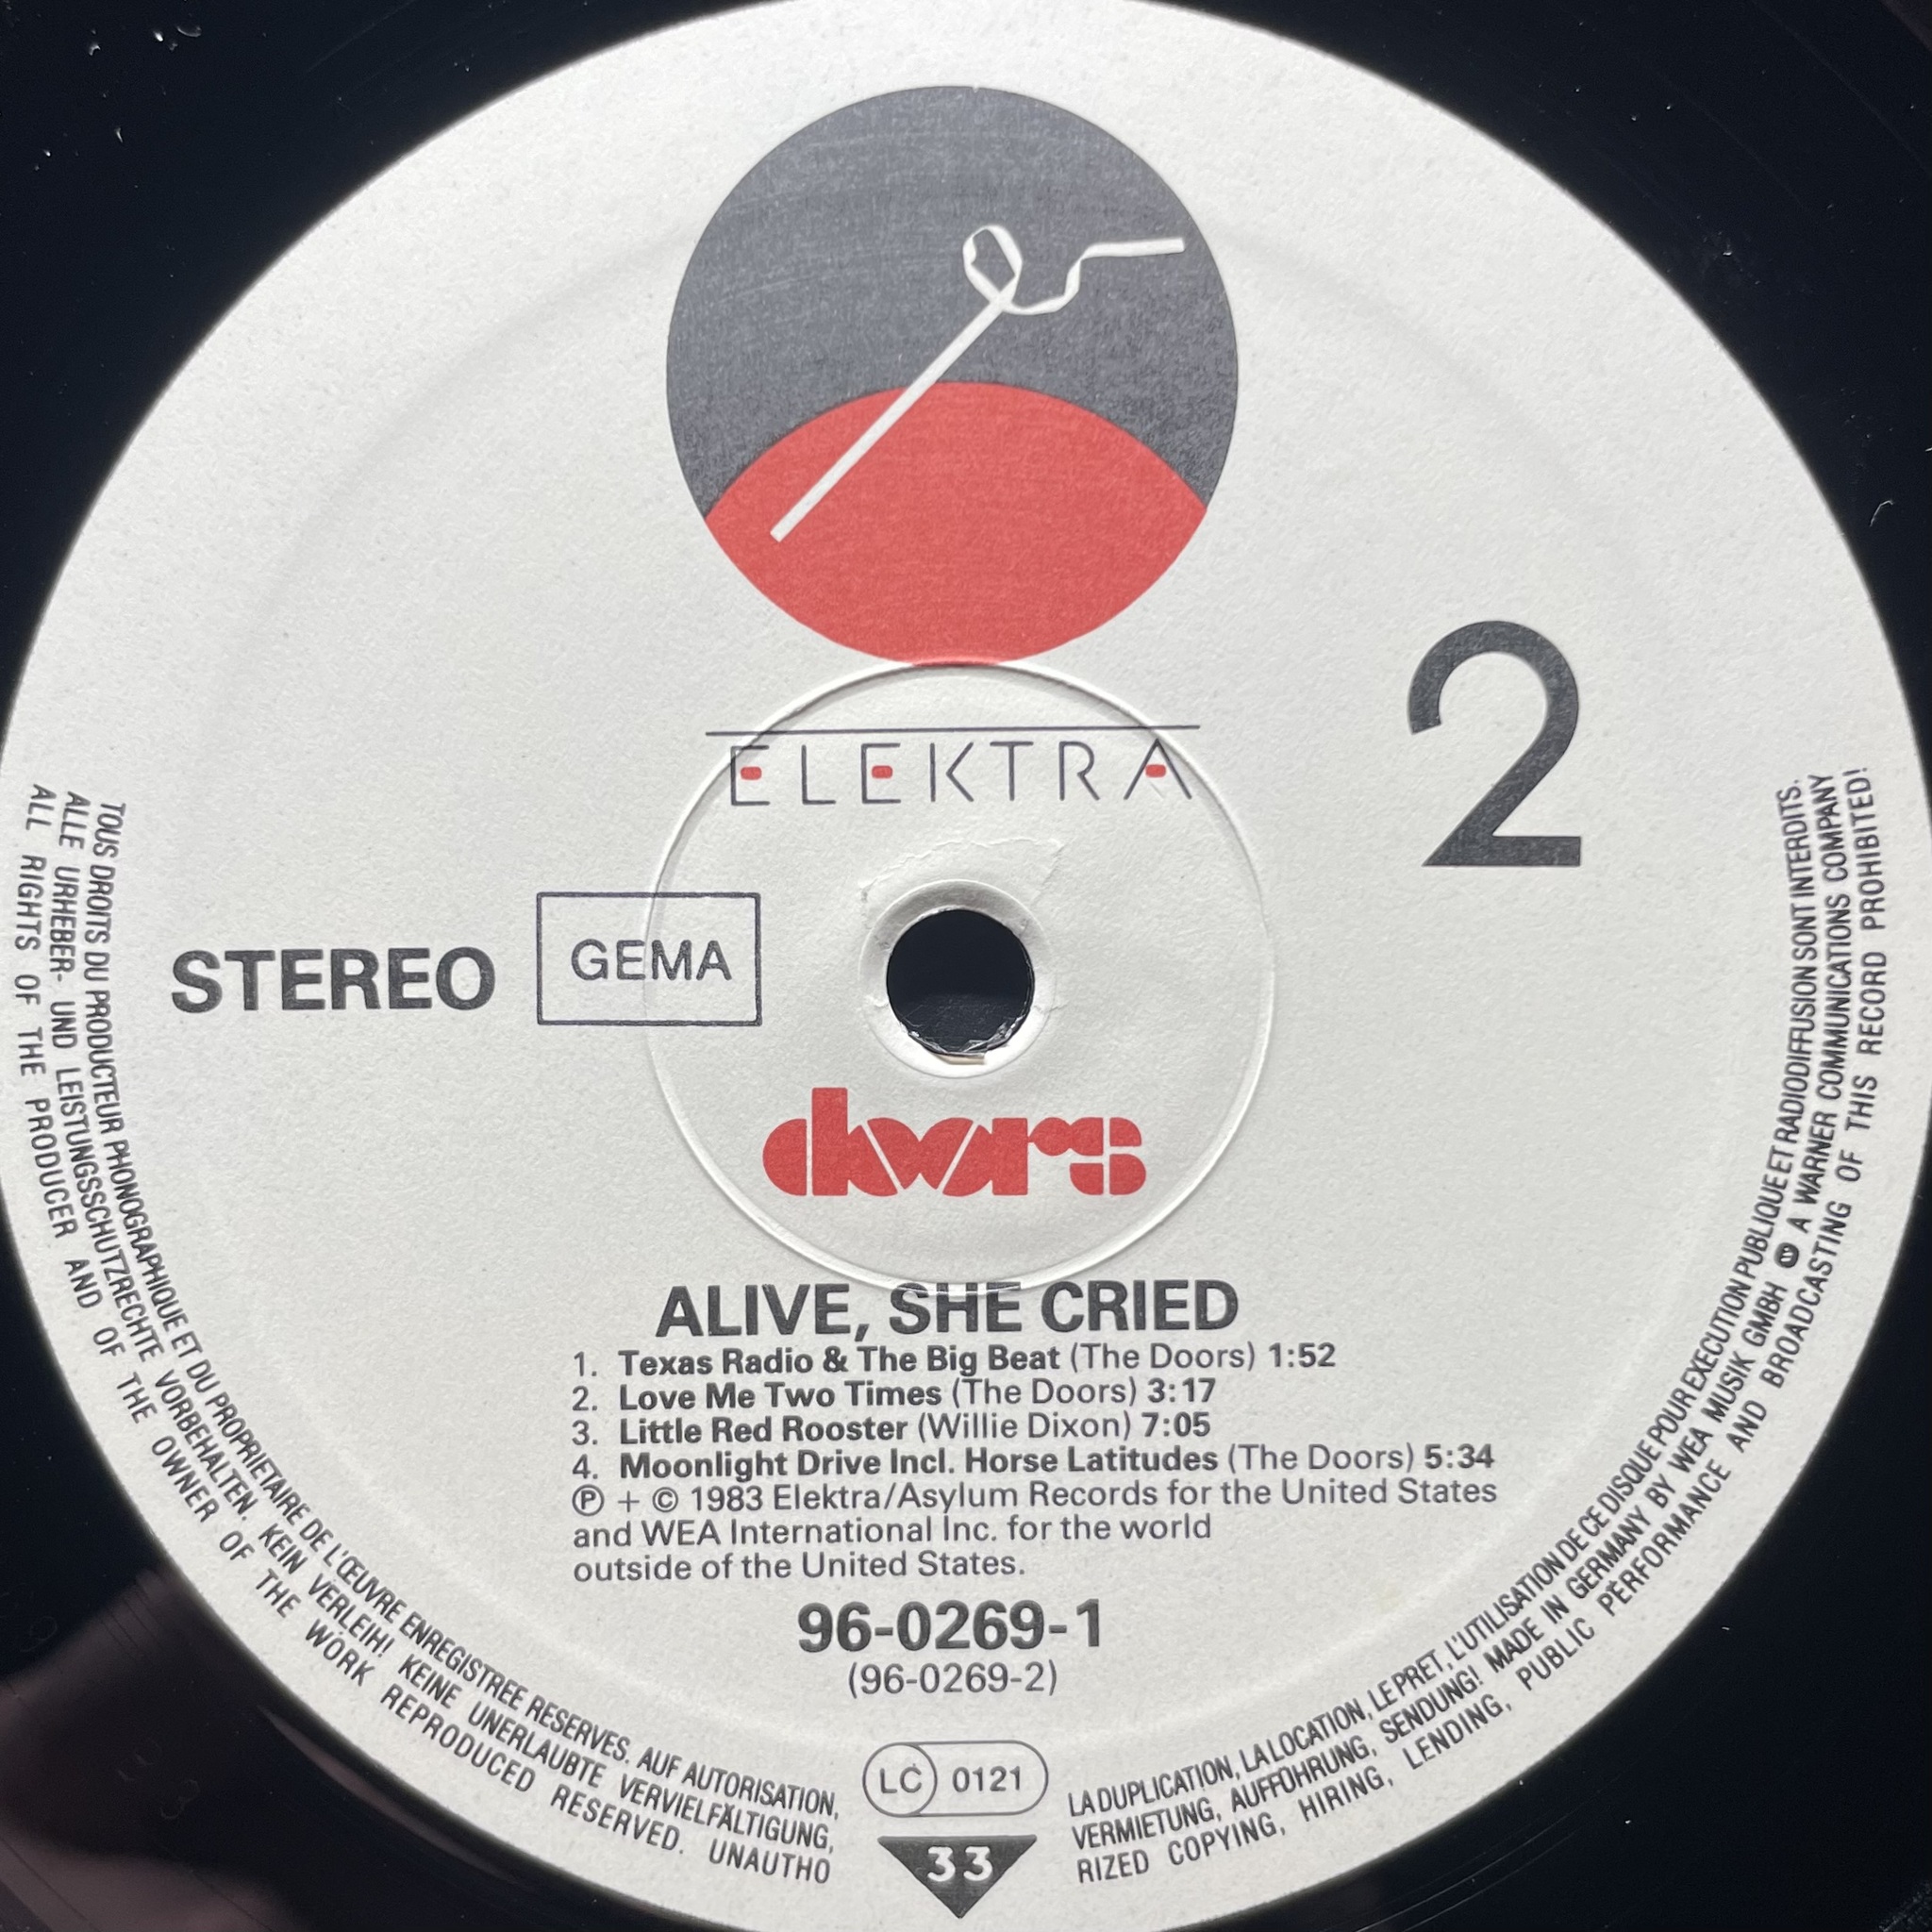 ELEKTRA
2
STEREO
GEMA
doors
ALIVE, SHE CRIED
1. Texas Radio & The Big Beat (The Doors) 1:52
2. Love Me Two Times (The Doors) 3:17
3. Little Red Rooster (Willie Dixon) 7:05
4. Moonlight Drive Incl. Horse Latitudes (The Doors) 5:34
Ⓟ + © 1983 Elektra/Asylum Records for the United States
and WEA International Inc. for the world
outside of the United States.
96-0269-1
(96-0269-2)
LC 0121
33
TOUS DROITS DU PRODUCTEUR PHONOGRAPHIQUE ET DU PROPRIETAIRE DE L'ŒUVRE ENREGISTREE RESERVES. AUF AUTORISATION, LA DUPLICATION, LA LOCATION, LE PRET, L'UTILISATION DE CE DISQUE POUR EXECUTION PUBLIQUE ET RADIODIFFUSION SONT INTERDITS.
ALLE URHEBER- UND LEISTUNGSSCHUTZRECHTE VORBEHALTEN. KEIN VERLEIH! KEINE UNERLAUBTE VERVIELFÄLTIGUNG, VERMIETUNG, AUFFÜHRUNG, SENDUNG! MADE IN GERMANY BY WEA MUSIK GMBH A WARNER COMMUNICATIONS COMPANY
ALL RIGHTS OF THE PRODUCER AND OF THE OWNER OF THE WORK REPRODUCED RESERVED. UNAUTHORIZED COPYING, HIRING, LENDING, PUBLIC PERFORMANCE AND BROADCASTING OF THIS RECORD PROHIBITED!